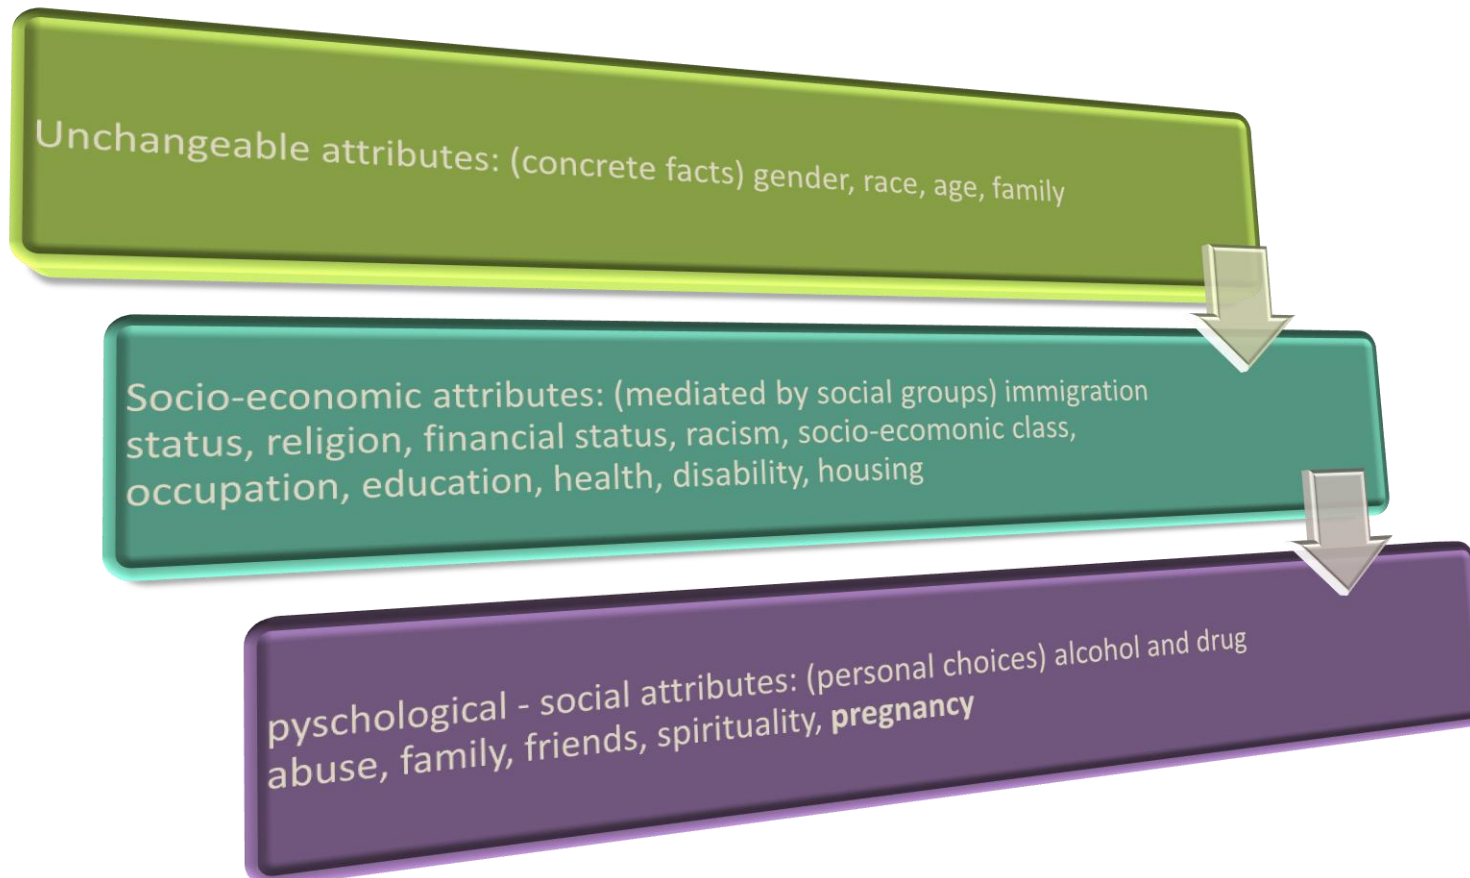 Unchangeable attributes: (concrete facts) gender, race, age, family
Socio-economic attributes: (mediated by social groups) immigration
status, religion, financial status, racism, socio-ecomonic class,
occupation, education, health, disability, housing
pyschological - social attributes: (personal choices) alcohol and drug
abuse, family, friends, spirituality, pregnancy